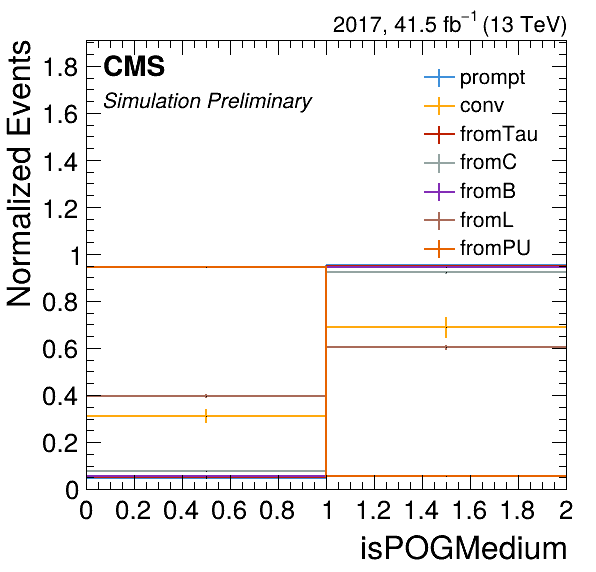 2017, 41.5 fb⁻¹ (13 TeV)
CMS
Simulation Preliminary
prompt
conv
fromTau
fromC
fromB
fromL
fromPU
Normalized Events
1.8
1.6
1.4
1.2
1
0.8
0.6
0.4
0.2
0
0 0.2 0.4 0.6 0.8 1 1.2 1.4 1.6 1.8 2
isPOGMedium